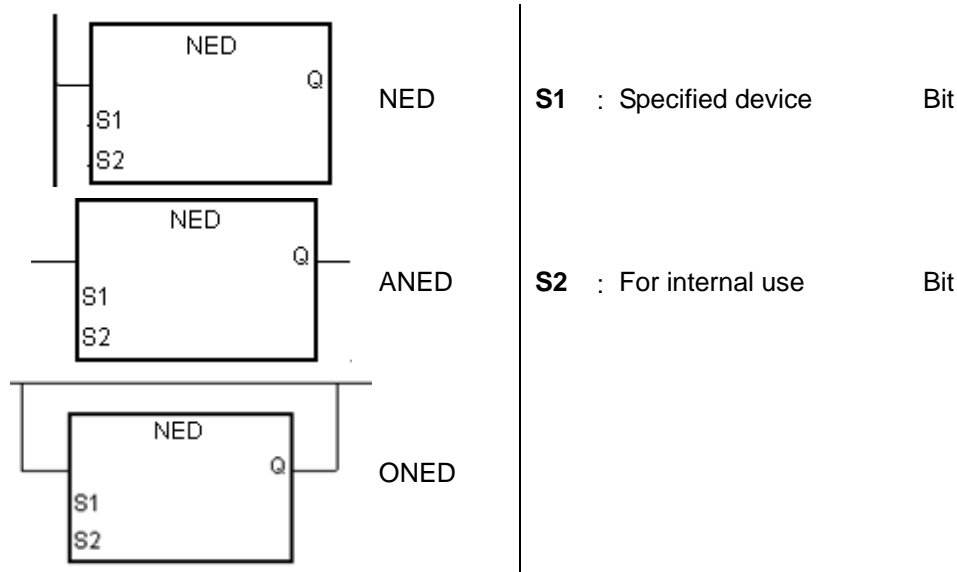 NED
Q
S1
S2
NED
S1 : Specified device Bit
NED
Q
S1
S2
ANED
S2 : For internal use Bit
NED
Q
S1
S2
ONED